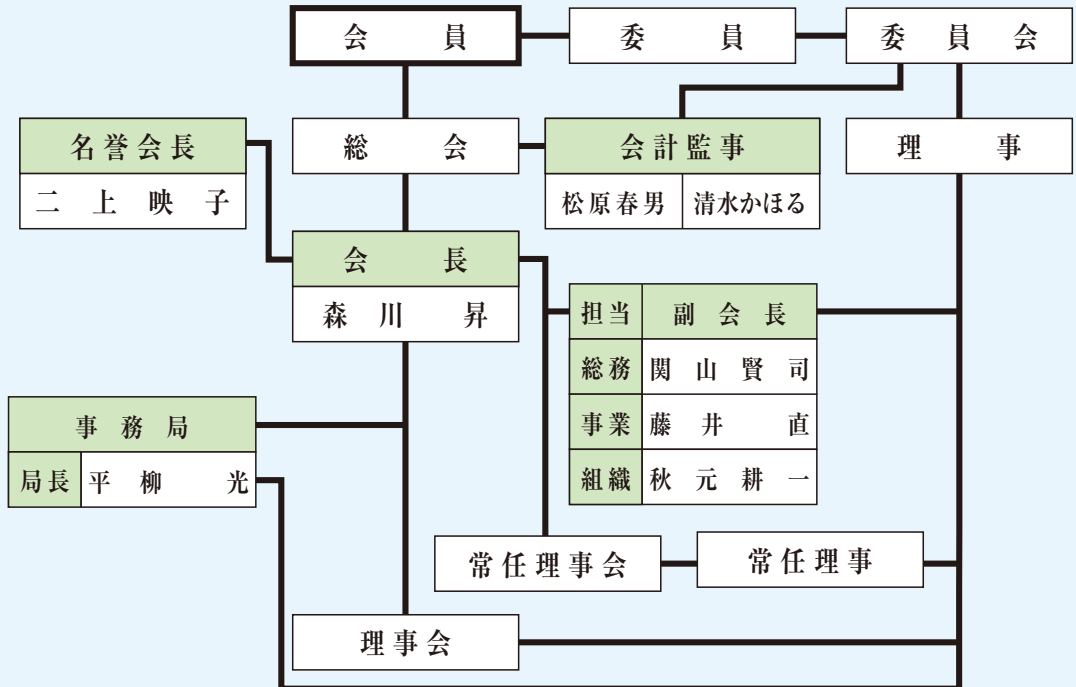 会員
委員
委員会
名誉会長
二上映子
総会
会計監事
松原春男
清水かほる
理事
会長
森川昇
担当
副会長
総務
関山賢司
事業
藤井直
組織
秋元耕一
事務局
局長
平柳光
常任理事会
常任理事
理事会